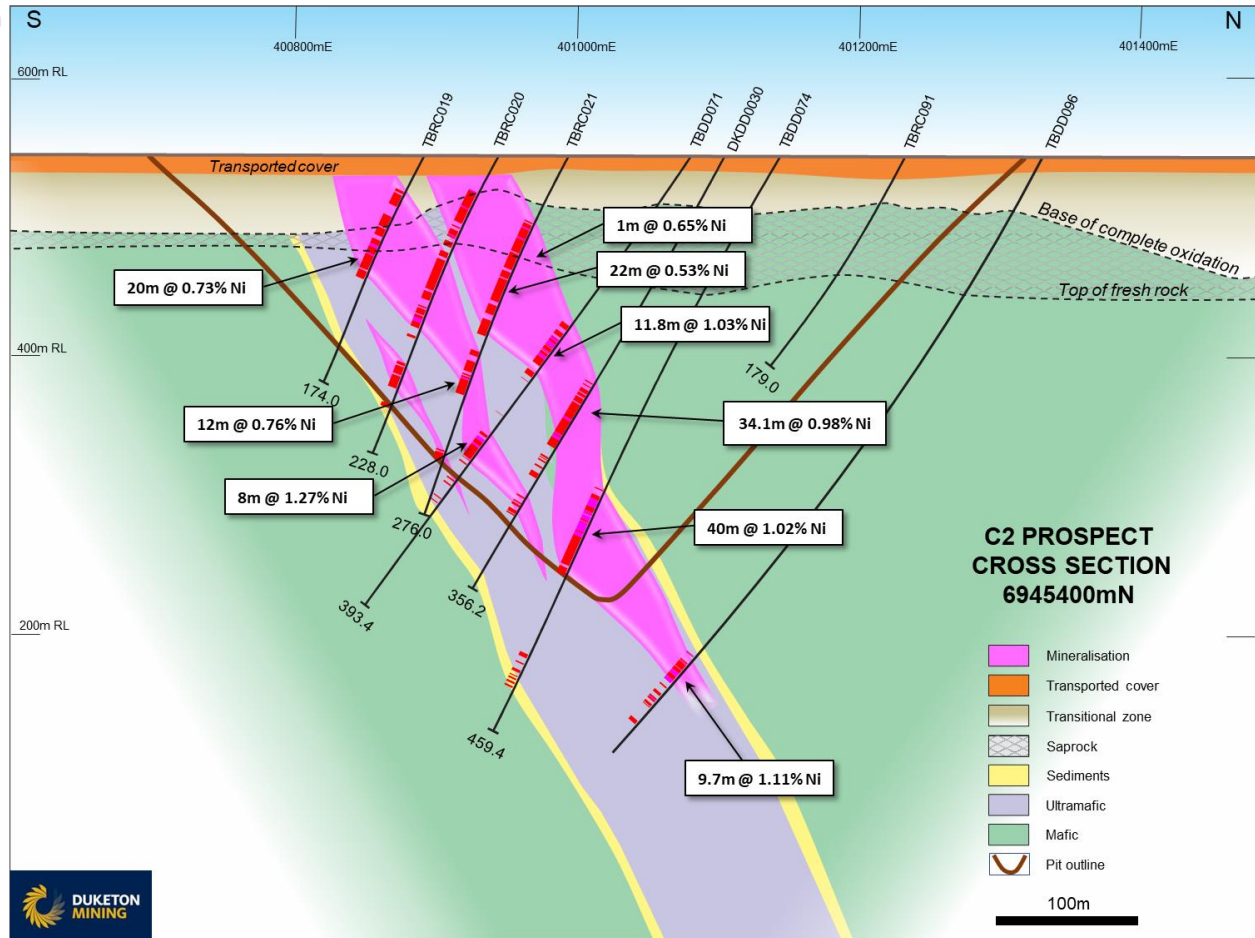 S
N
400800mE
401000mE
401200mE
401400mE
600m RL
TBRC019
TBRC020
TBRC021
TBDD071
DKDD0030
TBDD074
TBRC091
TBDD096
Transported cover
Base of complete oxidation
Top of fresh rock
1m @ 0.65% Ni
20m @ 0.73% Ni
22m @ 0.53% Ni
11.8m @ 1.03% Ni
400m RL
174.0
179.0
12m @ 0.76% Ni
34.1m @ 0.98% Ni
228.0
8m @ 1.27% Ni
276.0
40m @ 1.02% Ni
393.4
356.2
200m RL
459.4
9.7m @ 1.11% Ni
C2 PROSPECT
CROSS SECTION
6945400mN
Mineralisation
Transported cover
Transitional zone
Saprock
Sediments
Ultramafic
Mafic
Pit outline
100m
DUKETON
MINING